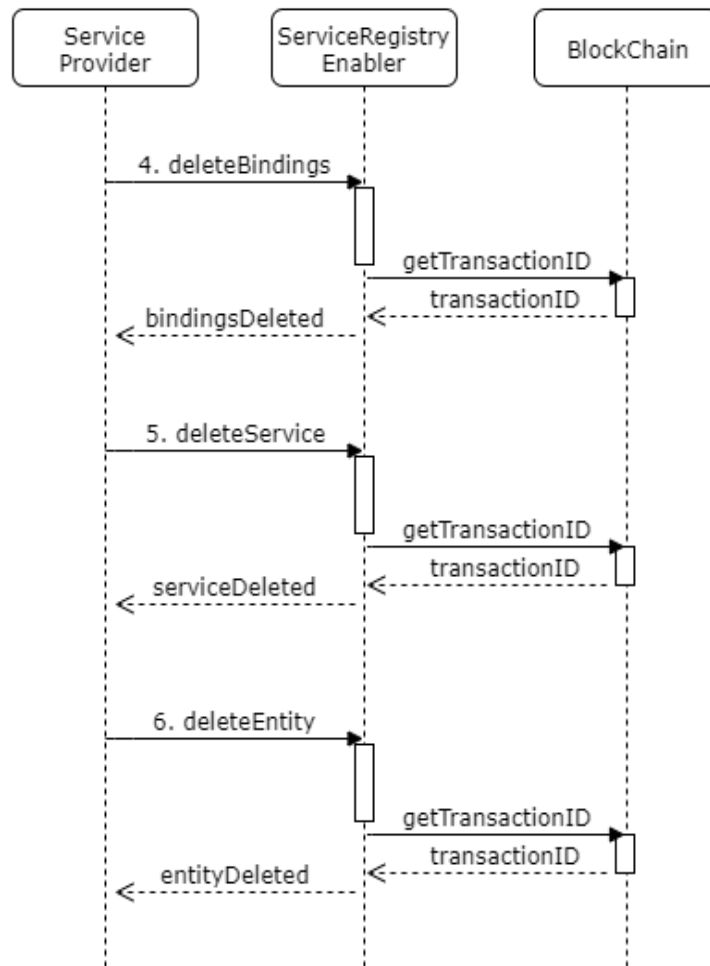 Service
Provider
ServiceRegistry
Enabler
BlockChain
4. deleteBindings
getTransactionID
transactionID
bindingsDeleted
5. deleteService
getTransactionID
transactionID
serviceDeleted
6. deleteEntity
getTransactionID
transactionID
entityDeleted